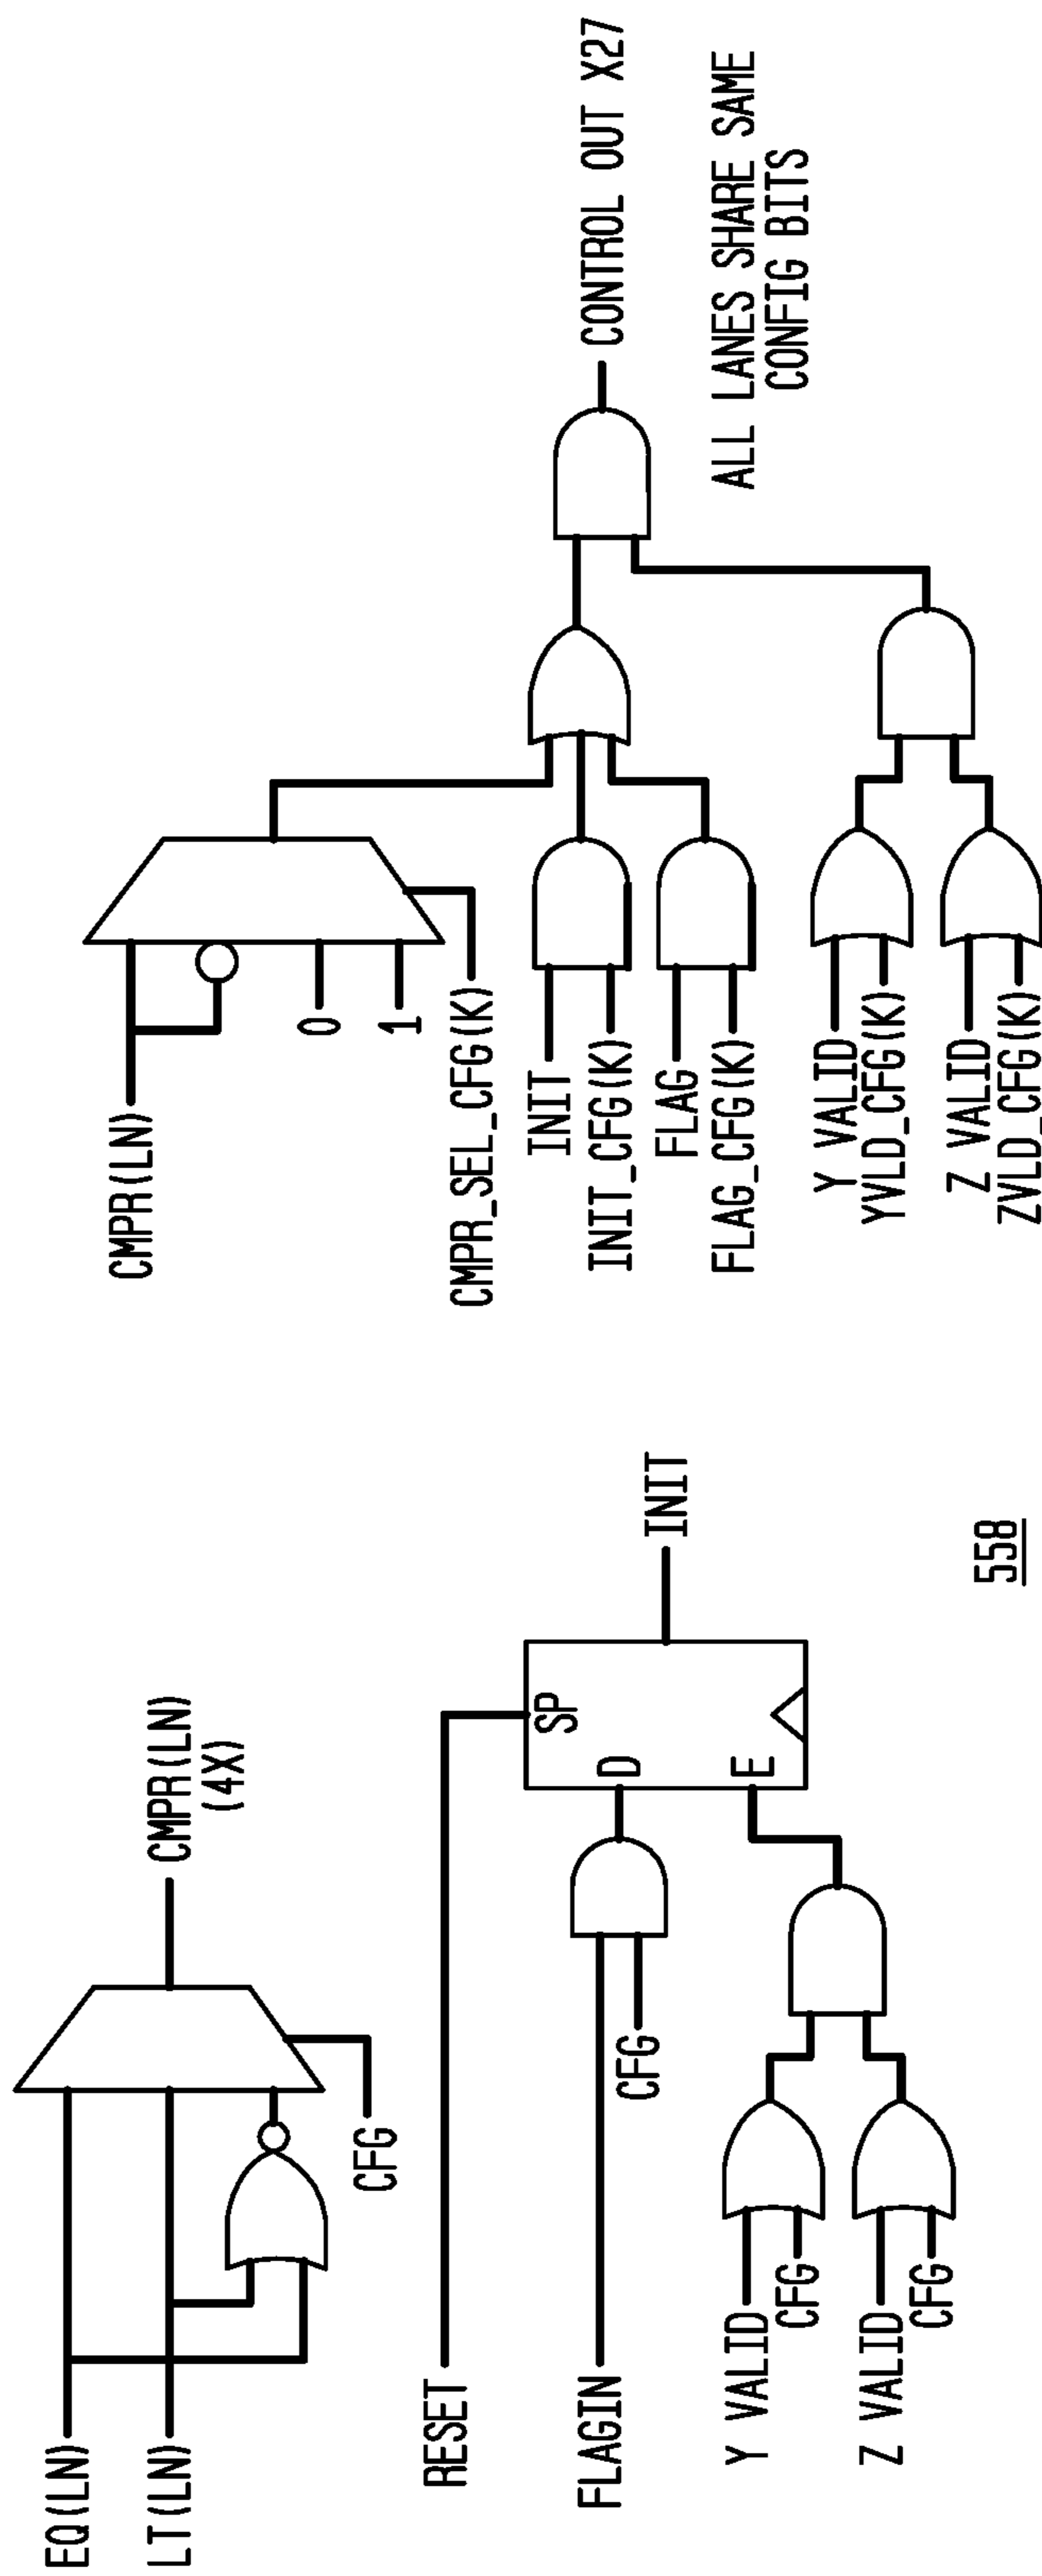 EQ(LN)
LT(LN)
CFG
CMPR(LN)
(4X)
RESET
FLAGIN
CFG
Y VALID
CFG
Z VALID
CFG
SP
D
E
INIT
558
CMPR(LN)
0
1
CMPR_SEL_CFG(K)
INIT
INIT_CFG(K)
FLAG
FLAG_CFG(K)
Y VALID
YVLD_CFG(K)
Z VALID
ZVLD_CFG(K)
CONTROL OUT X27
ALL LANES SHARE SAME
CONFIG BITS